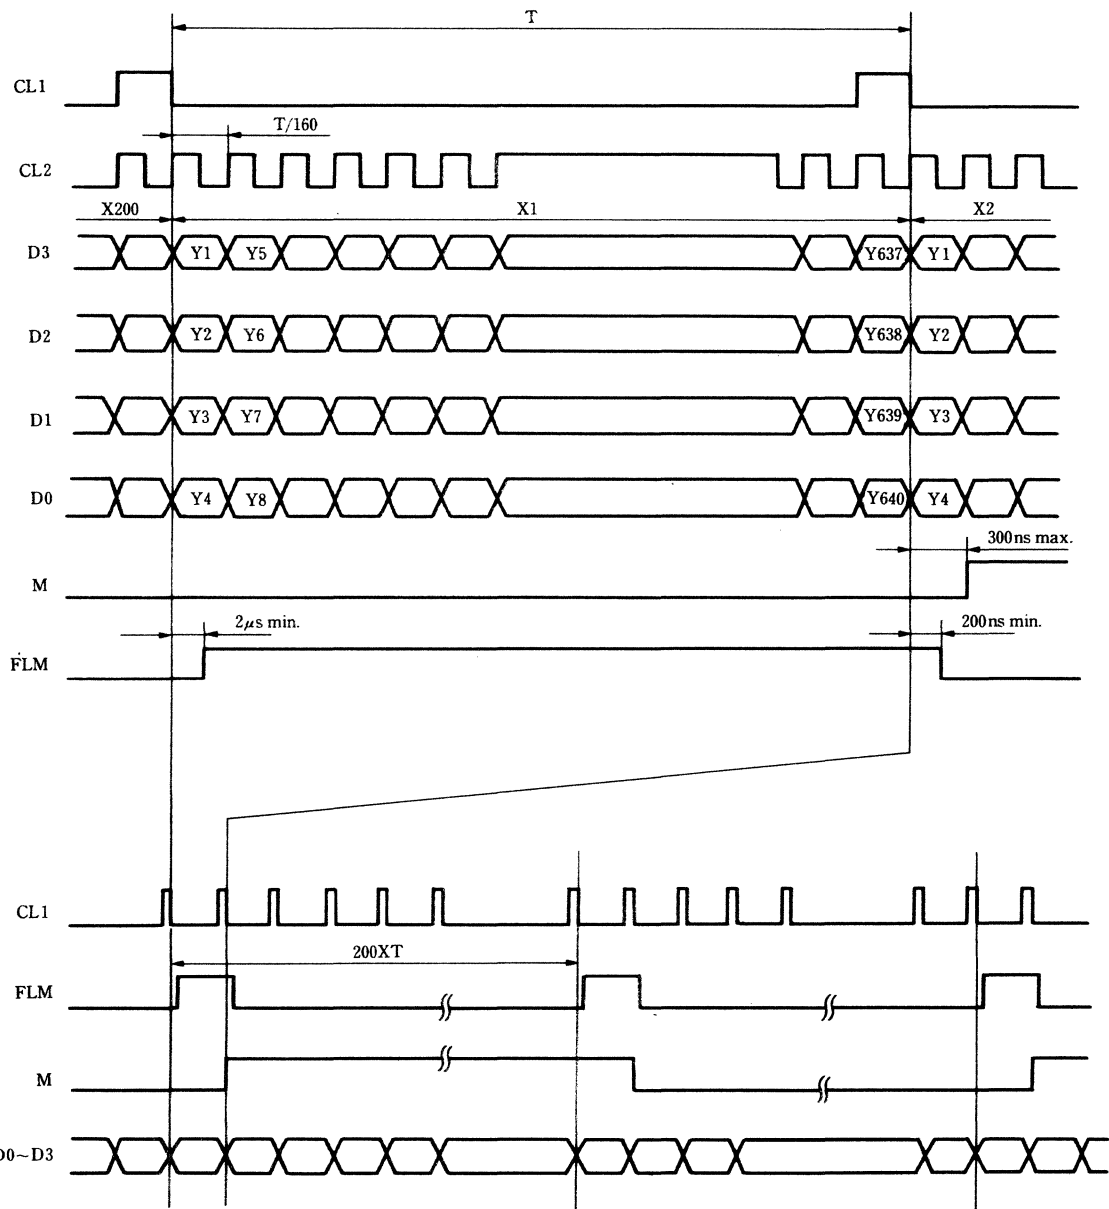 T
CL1
T/160
CL2
X200 X1 X2
D3 Y1 Y5 Y637 Y1
D2 Y2 Y6 Y638 Y2
D1 Y3 Y7 Y639 Y3
D0 Y4 Y8 Y640 Y4
300ns max.
M
2μs min. 200ns min.
FLM
CL1
200XT
FLM
M
D0~D3